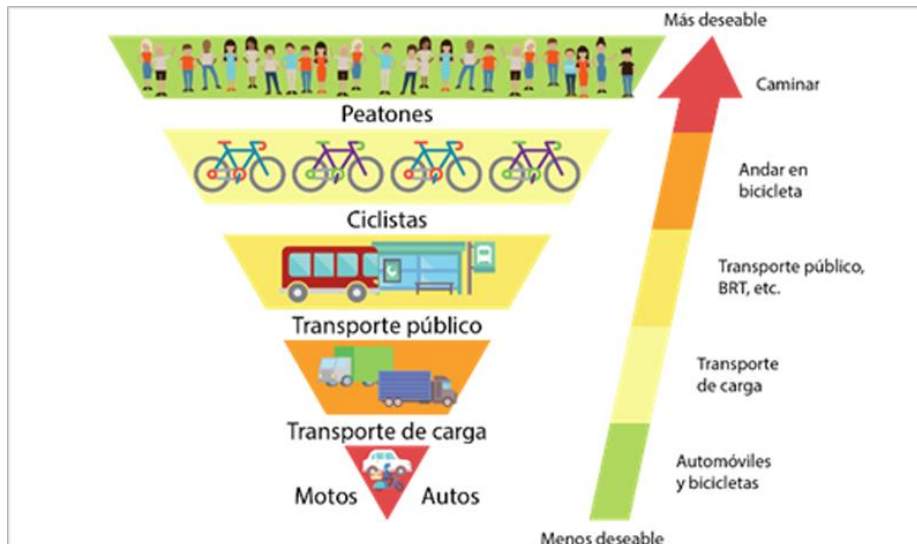 Más deseable
Caminar
Peatones
Andar en
bicicleta
Ciclistas
Transporte público,
BRT, etc.
Transporte público
Transporte
de carga
Transporte de carga
Automóviles
y bicicletas
Motos Autos
Menos deseable